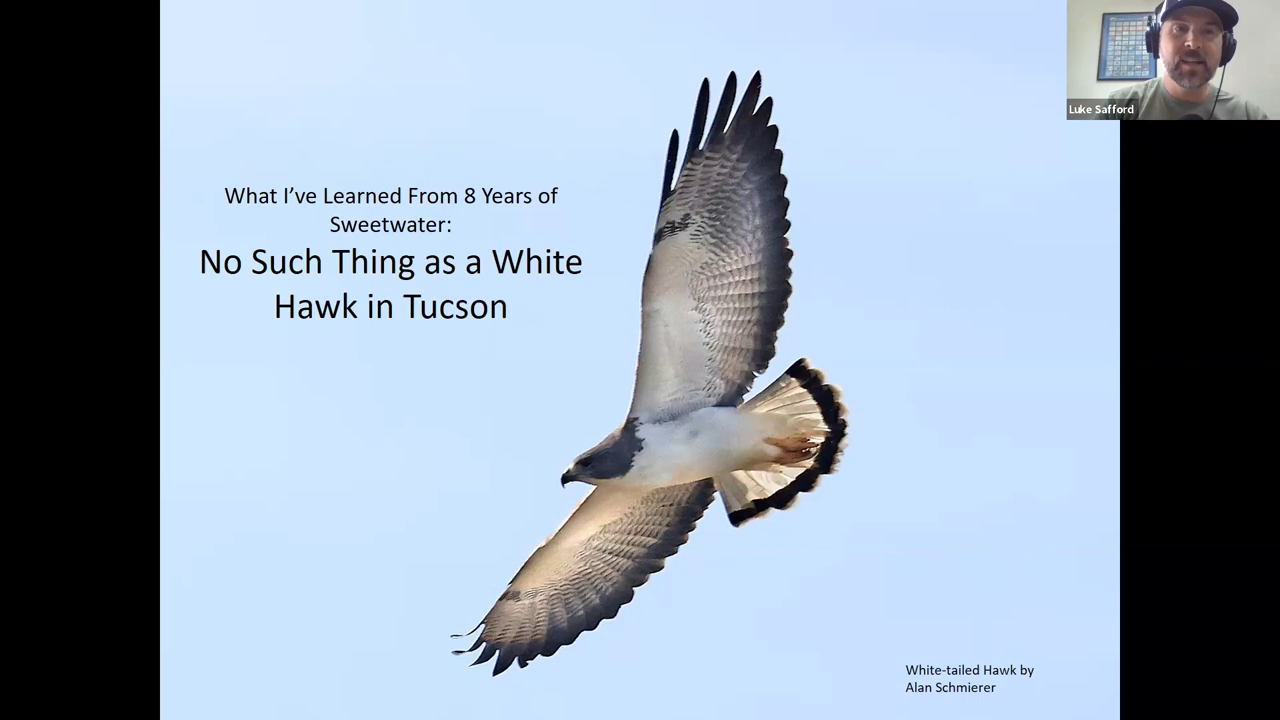 Luke Safford
What I’ve Learned From 8 Years of
Sweetwater:
No Such Thing as a White
Hawk in Tucson
White-tailed Hawk by
Alan Schmierer